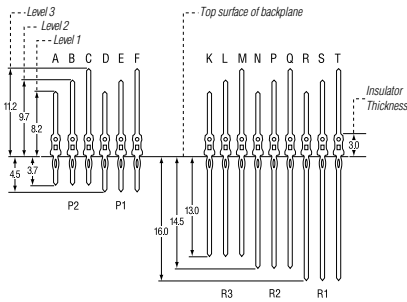 Level 3
Level 2
Level 1
Top surface of backplane
A B C D E F
K L M N P Q R S T
Insulator
Thickness
11.2
9.7
8.2
3.0
4.5
3.7
13.0
14.5
16.0
P2
P1
R3
R2
R1